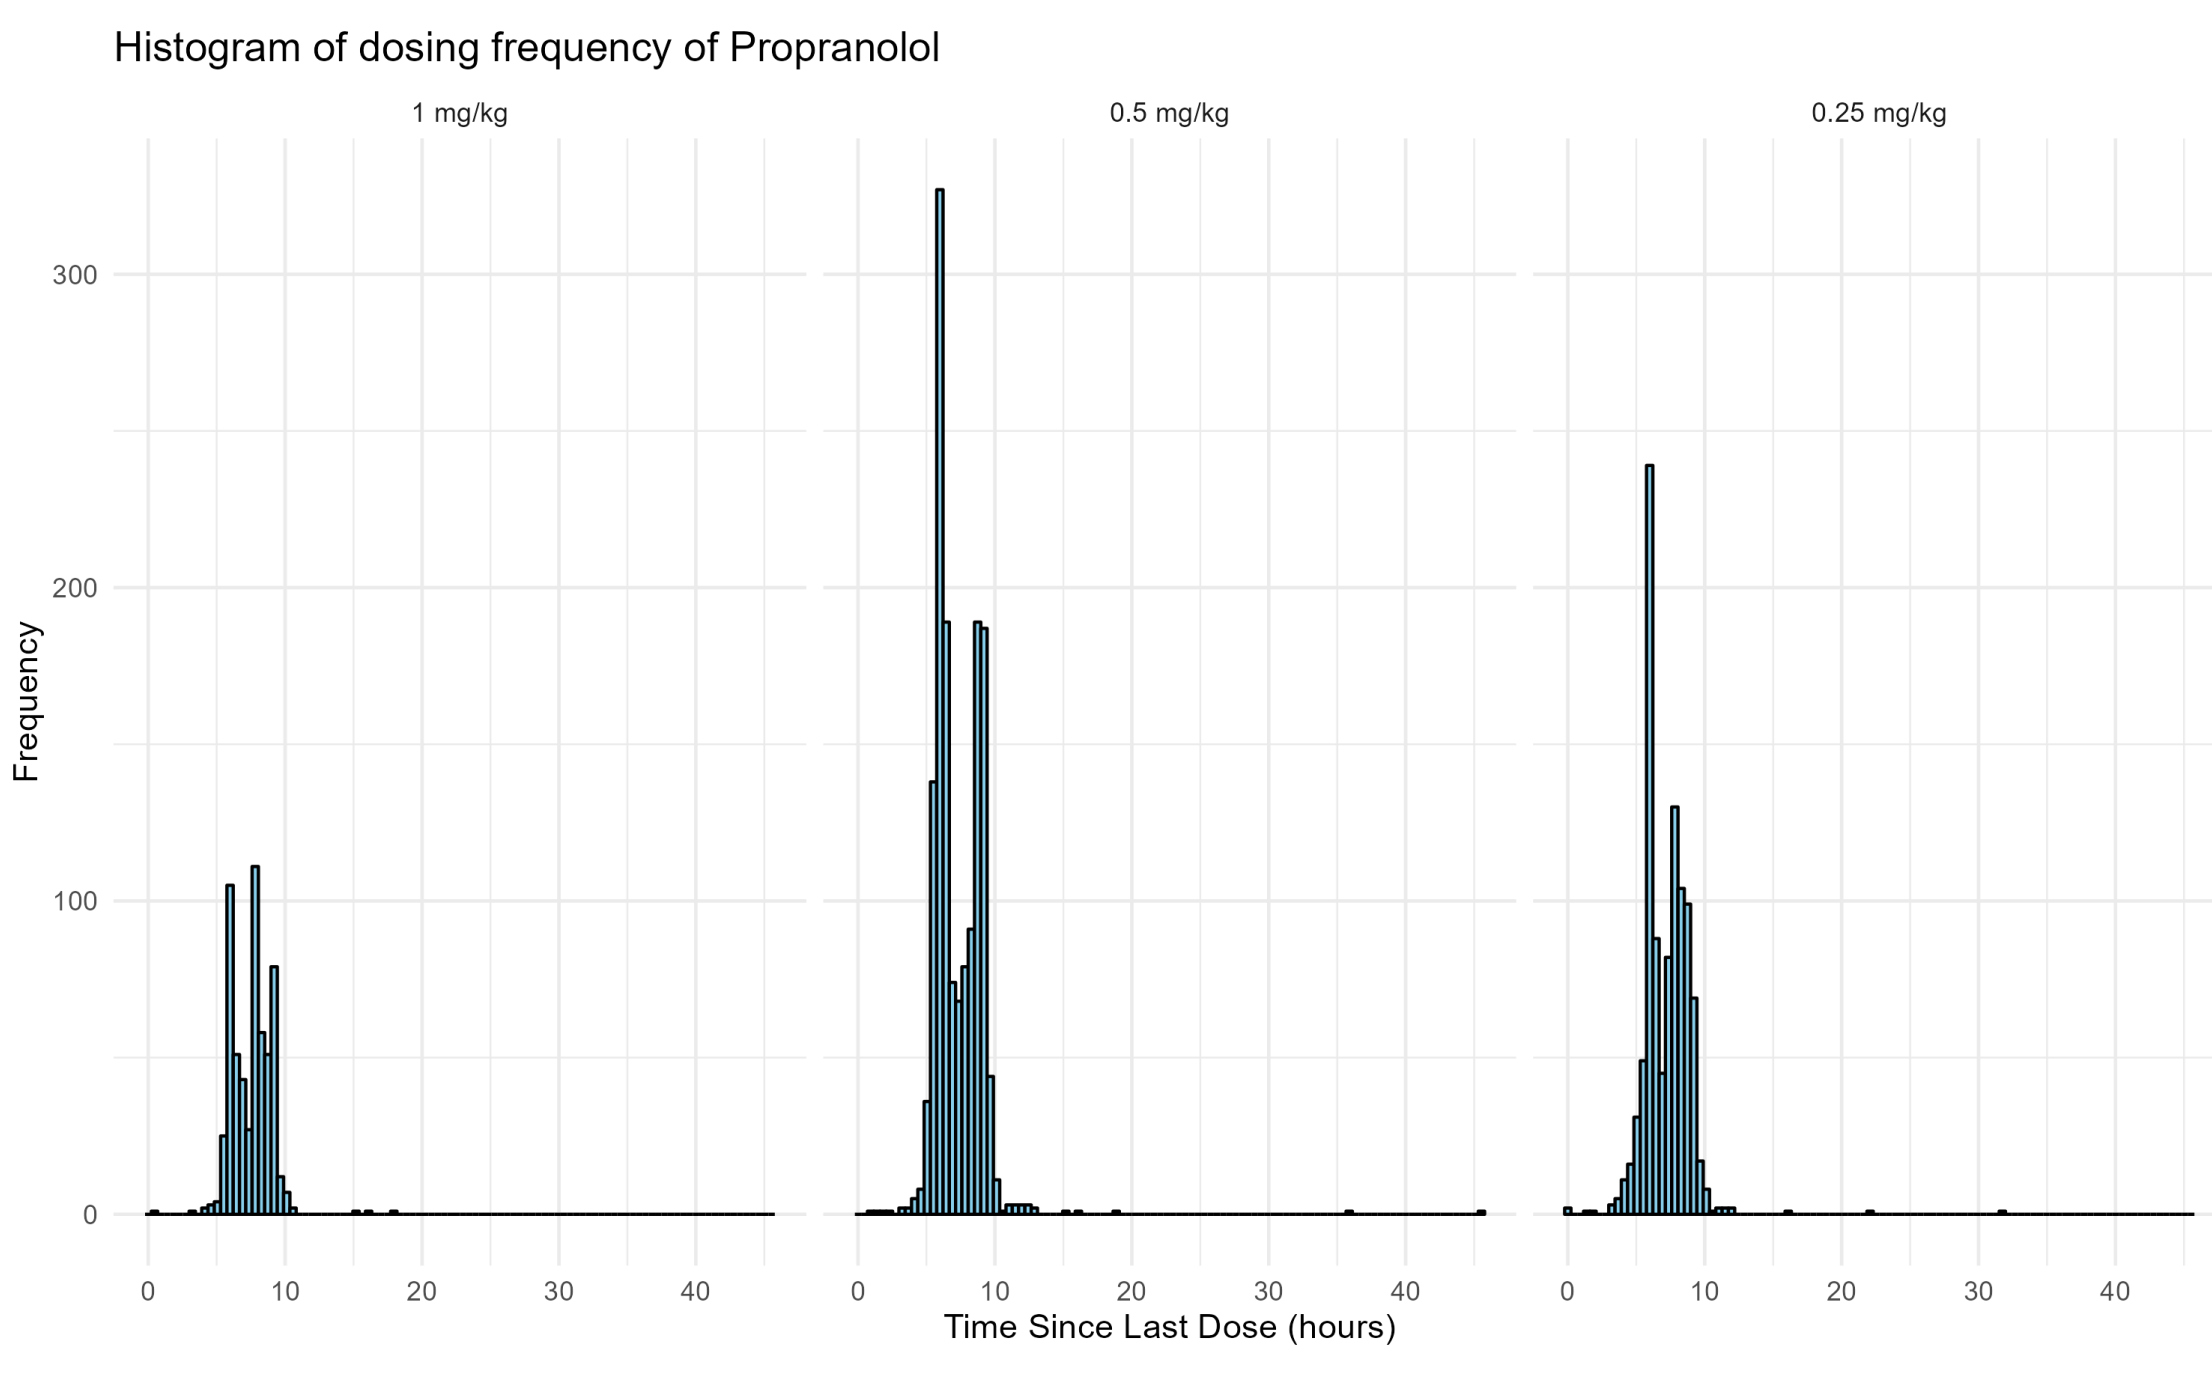 Histogram of dosing frequency of Propranolol
1 mg/kg 0.5 mg/kg 0.25 mg/kg
300
200
100
0
Frequency
0 10 20 30 40 0 10 20 30 40 0 10 20 30 40
Time Since Last Dose (hours)